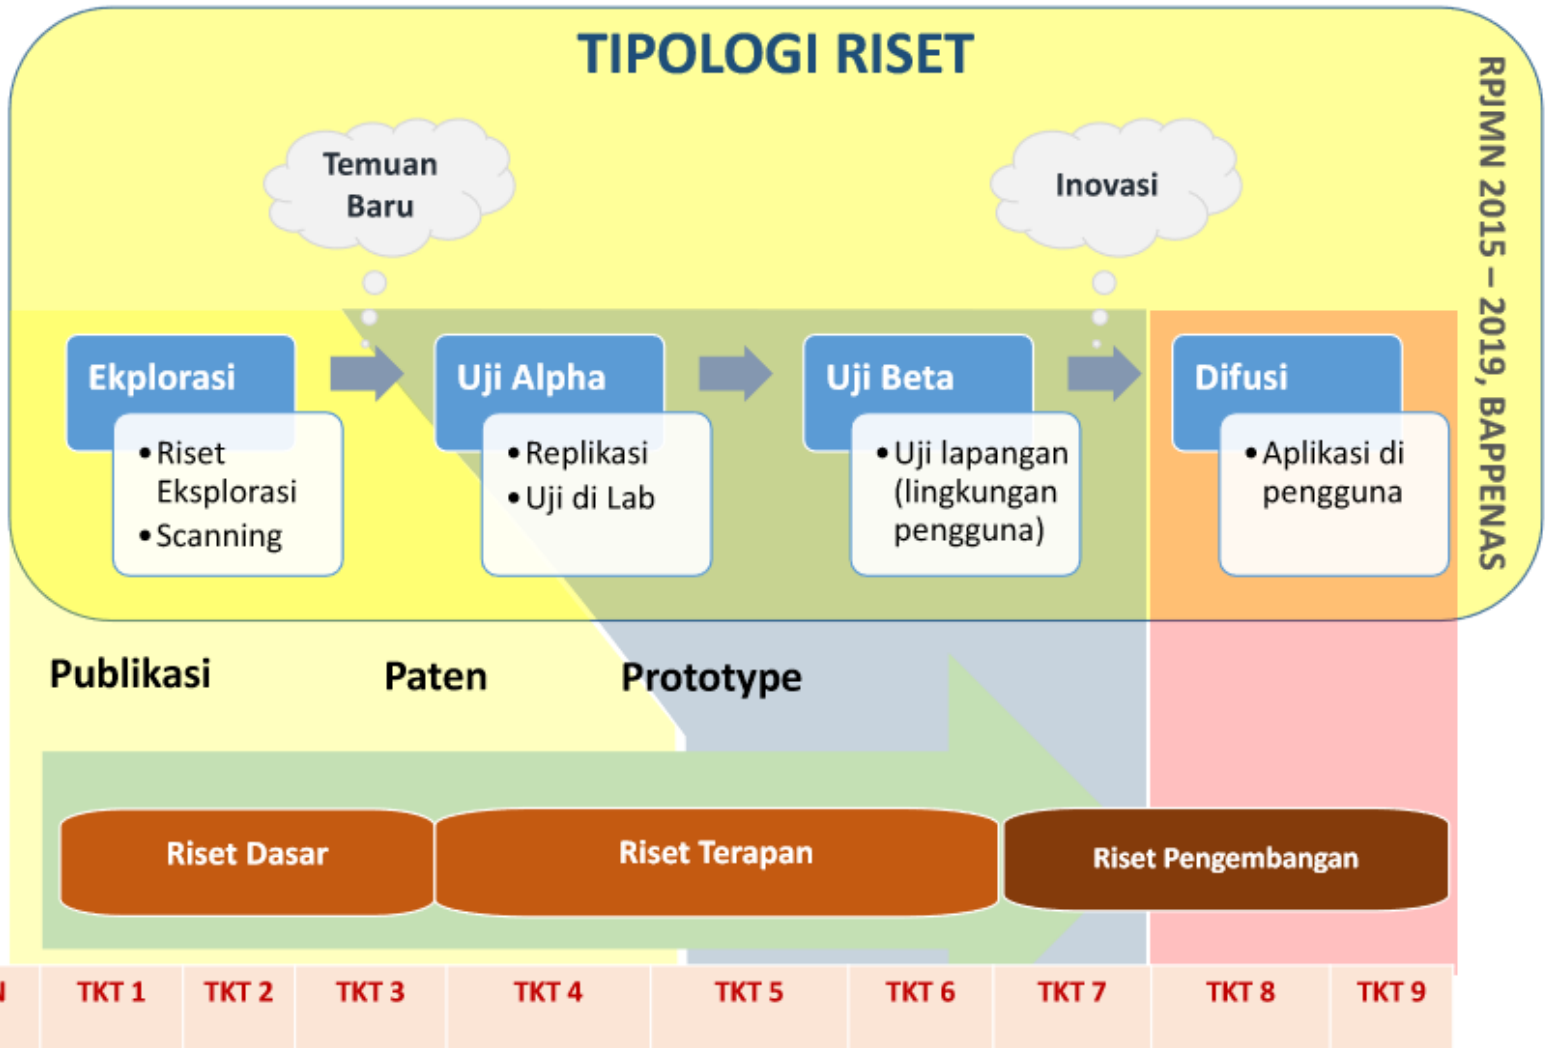 TIPOLOGI RISET
RPJMN 2015 – 2019, BAPPENAS
Temuan
Baru
Inovasi
Ekplorasi
•Riset
Eksplorasi
•Scanning
Uji Alpha
•Replikasi
•Uji di Lab
Uji Beta
•Uji lapangan
(lingkungan
pengguna)
Difusi
•Aplikasi di
pengguna
Publikasi
Paten
Prototype
Riset Dasar
Riset Terapan
Riset Pengembangan
TKT 1
TKT 2
TKT 3
TKT 4
TKT 5
TKT 6
TKT 7
TKT 8
TKT 9